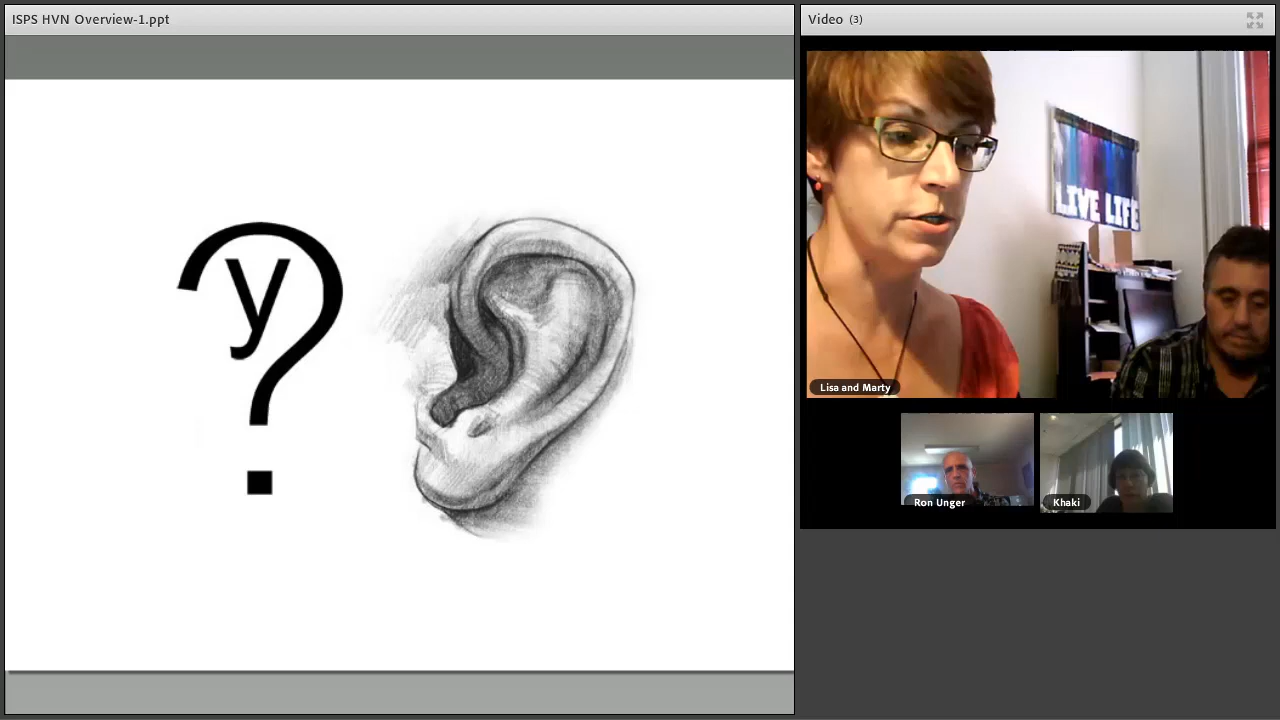 ISPS HVN Overview-1.ppt
?
y
Video (3)
LIVE LIFE
Lisa and Marty
Ron Unger
Khaki